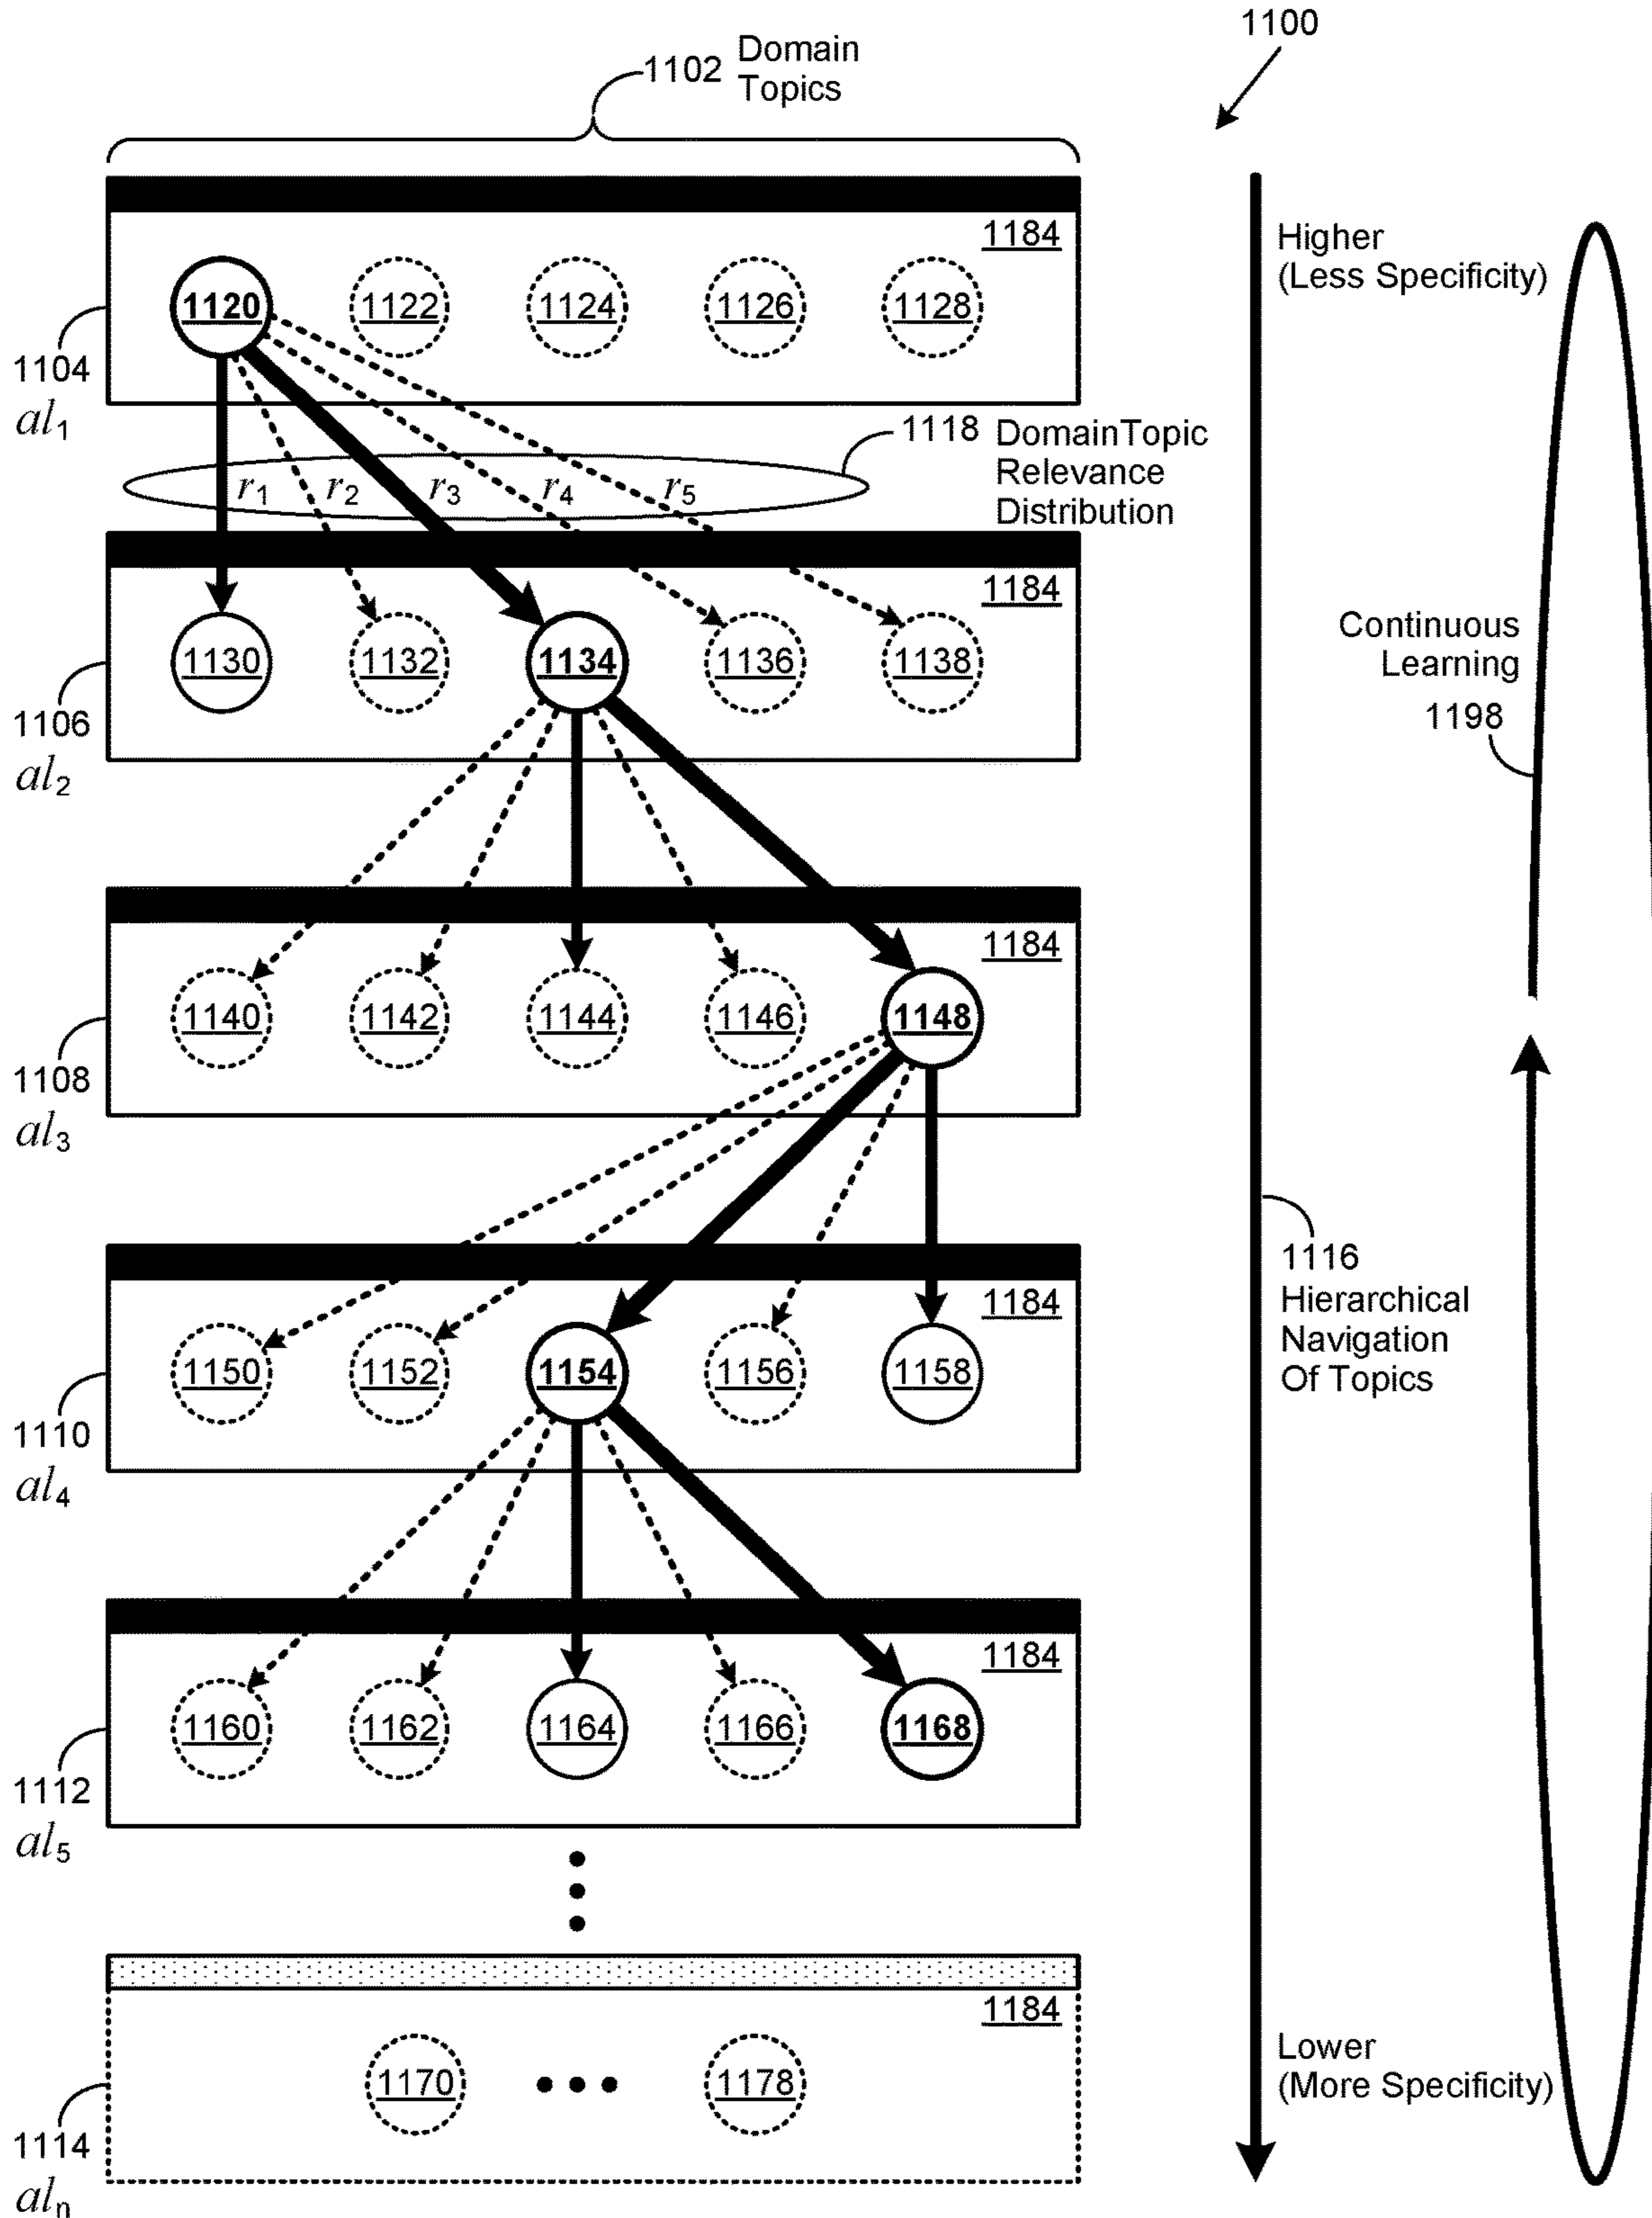 1100
1102 Domain
Topics
1184
Higher
(Less Specificity)
1120 1122 1124 1126 1128
1104
al1
1118 DomainTopic
Relevance
Distribution
r1 r2 r3 r4 r5
1184
Continuous
Learning
1198
1130 1132 1134 1136 1138
1106
al2
1184
1140 1142 1144 1146 1148
1108
al3
1116
Hierarchical
Navigation
Of Topics
1184
1150 1152 1154 1156 1158
1110
al4
1184
1160 1162 1164 1166 1168
1112
al5
1184
Lower
(More Specificity)
1170 1178
1114
aln